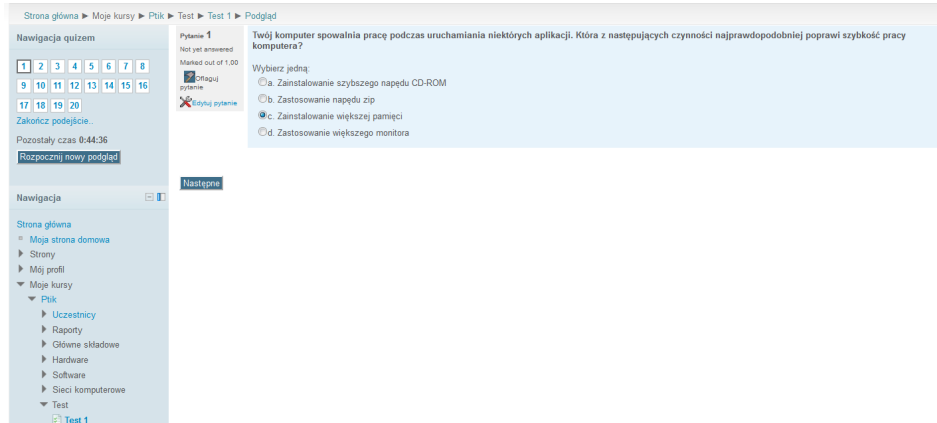 Strona główna ► Moje kursy ► Ptik ► Test ► Test 1 ► Podgląd
Nawigacja quizem
1 2 3 4 5 6 7 8
9 10 11 12 13 14 15 16
17 18 19 20
Zakończ podejście..
Pozostały czas 0:44:36
Rozpocznij nowy podgląd
Pytanie 1
Not yet answered
Marked out of 1,00
Oflaguj
pytanie
Edytuj pytanie
Twój komputer spowalnia pracę podczas uruchamiania niektórych aplikacji. Która z następujących czynności najprawdopodobniej poprawi szybkość pracy
komputera?
Wybierz jedną:
a. Zainstalowanie szybszego napędu CD-ROM
b. Zastosowanie napędu zip
c. Zainstalowanie większej pamięci
d. Zastosowanie większego monitora
Następne
Nawigacja
Strona główna
Moja strona domowa
Strony
Mój profil
Moje kursy
Ptik
Uczestnicy
Raporty
Główne składowe
Hardware
Software
Sieci komputerowe
Test
Test 1